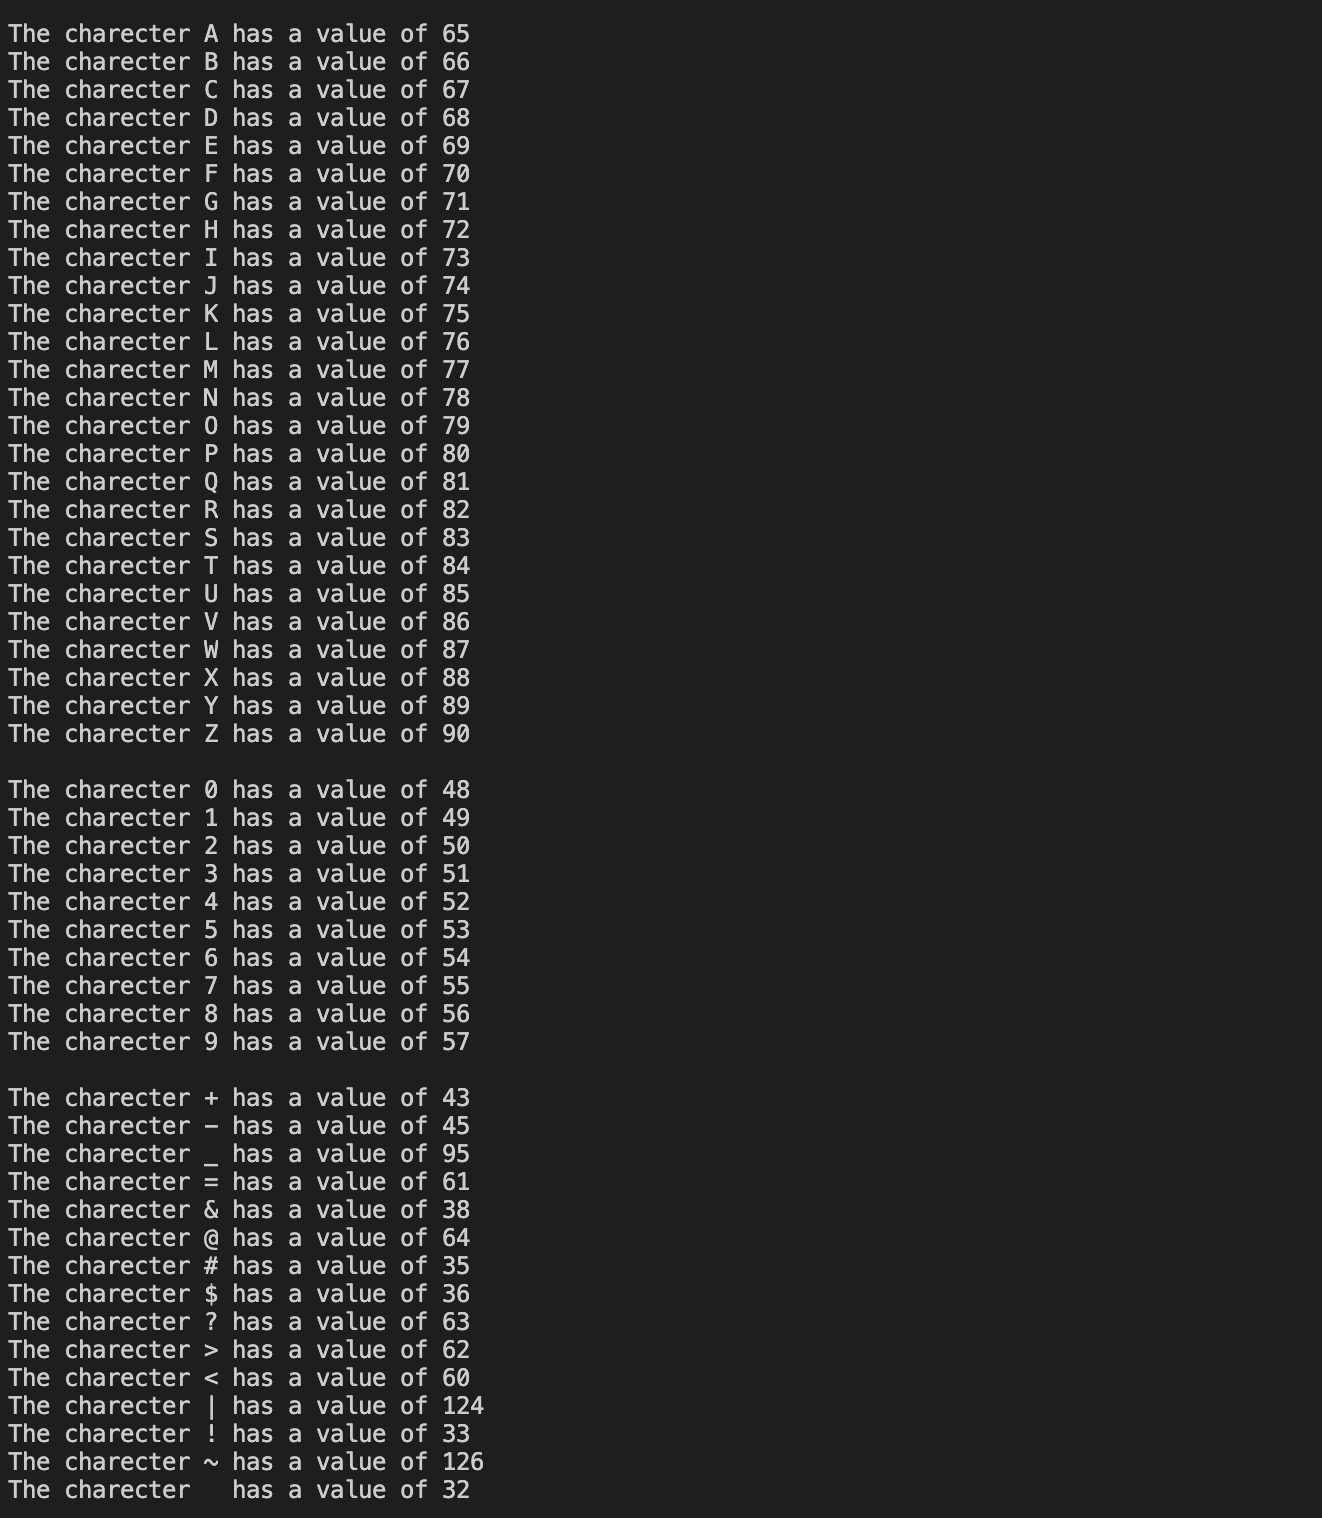 The charecter A has a value of 65
The charecter B has a value of 66
The charecter C has a value of 67
The charecter D has a value of 68
The charecter E has a value of 69
The charecter F has a value of 70
The charecter G has a value of 71
The charecter H has a value of 72
The charecter I has a value of 73
The charecter J has a value of 74
The charecter K has a value of 75
The charecter L has a value of 76
The charecter M has a value of 77
The charecter N has a value of 78
The charecter O has a value of 79
The charecter P has a value of 80
The charecter Q has a value of 81
The charecter R has a value of 82
The charecter S has a value of 83
The charecter T has a value of 84
The charecter U has a value of 85
The charecter V has a value of 86
The charecter W has a value of 87
The charecter X has a value of 88
The charecter Y has a value of 89
The charecter Z has a value of 90

The charecter 0 has a value of 48
The charecter 1 has a value of 49
The charecter 2 has a value of 50
The charecter 3 has a value of 51
The charecter 4 has a value of 52
The charecter 5 has a value of 53
The charecter 6 has a value of 54
The charecter 7 has a value of 55
The charecter 8 has a value of 56
The charecter 9 has a value of 57

The charecter + has a value of 43
The charecter - has a value of 45
The charecter _ has a value of 95
The charecter = has a value of 61
The charecter & has a value of 38
The charecter @ has a value of 64
The charecter # has a value of 35
The charecter $ has a value of 36
The charecter ? has a value of 63
The charecter > has a value of 62
The charecter < has a value of 60
The charecter | has a value of 124
The charecter ! has a value of 33
The charecter ~ has a value of 126
The charecter   has a value of 32